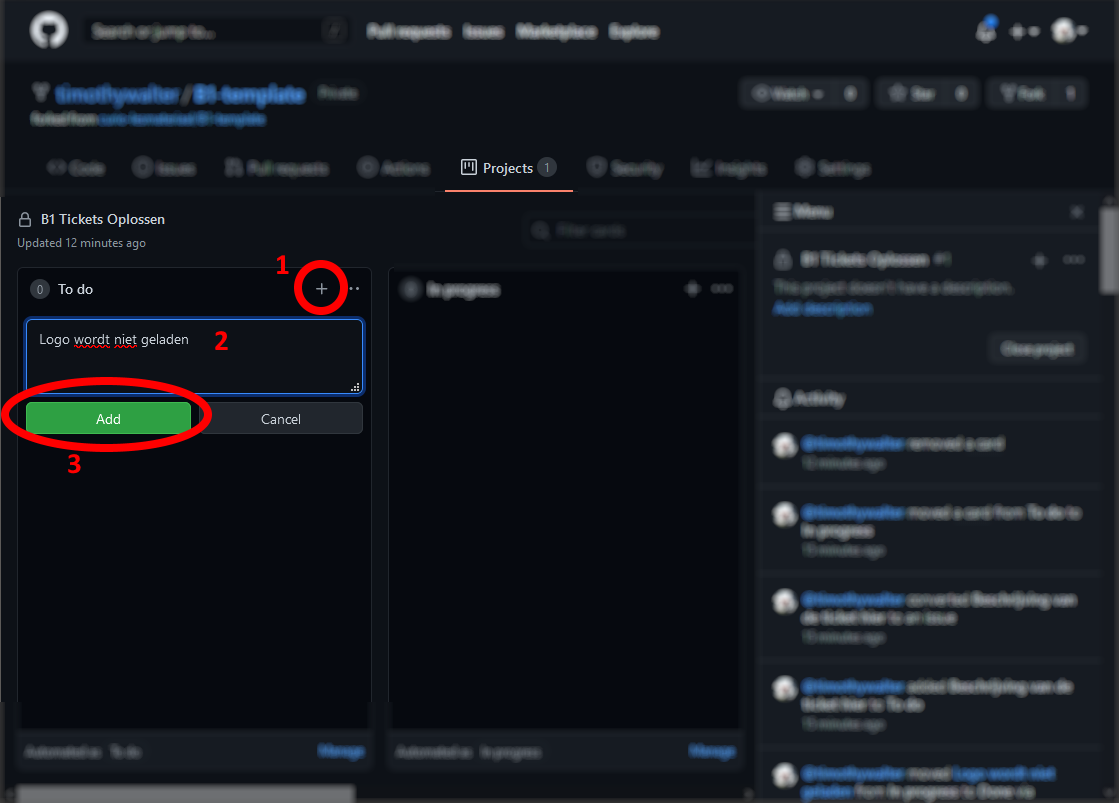 Search or jump to...
Pull requests Issues Marketplace Explore
timothywalter / B1-template Private
forked from
Watch 0 Star 0 Fork 1
Code Issues Pull requests Actions Projects 1 Security Insights Settings
B1 Tickets Oplossen
Updated 12 minutes ago
Filter cards
1
0 To do
Logo wordt niet geladen 2
Add Cancel
3
In progress
Automated as To do Manage
Automated as In progress Manage
Menu
B1 Tickets Oplossen #1
This project doesn't have a description.
Add description
Close project
Activity
@timothywalter removed a card
12 minutes ago
@timothywalter moved a card from To do to
In progress
15 minutes ago
@timothywalter converted Beschrijving van
de ticket hier to an issue
15 minutes ago
@timothywalter added Beschrijving van de
ticket hier to To do
15 minutes ago
@timothywalter moved Logo wordt niet
geladen from In progress to Done via